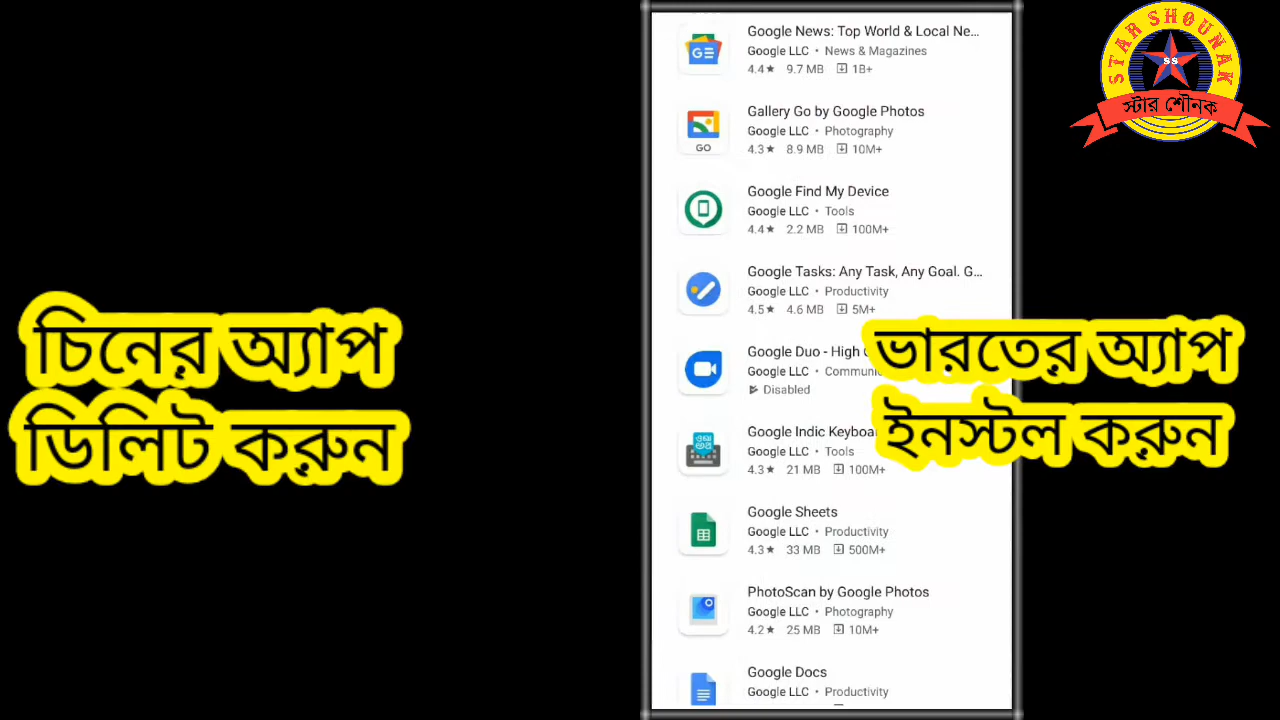 STAR SHOUNAK
SS
স্টার শৌনক
চিনের অ্যাপ
ডিলিট করুন
Google News: Top World & Local Ne...
Google LLC • News & Magazines
4.4★ 9.7 MB 1B+
Gallery Go by Google Photos
Google LLC • Photography
4.3★ 8.9 MB 10M+
GO
Google Find My Device
Google LLC • Tools
4.4★ 2.2 MB 100M+
Google Tasks: Any Task, Any Goal. G...
Google LLC • Productivity
4.5★ 4.6 MB 5M+
Google Duo - High
Google LLC • Communi
Disabled
Google Indic Keyboa
Google LLC • Tools
4.3★ 21 MB 100M+
Google Sheets
Google LLC • Productivity
4.3★ 33 MB 500M+
PhotoScan by Google Photos
Google LLC • Photography
4.2★ 25 MB 10M+
Google Docs
Google LLC • Productivity
ভারতের অ্যাপ
ইনস্টল করুন